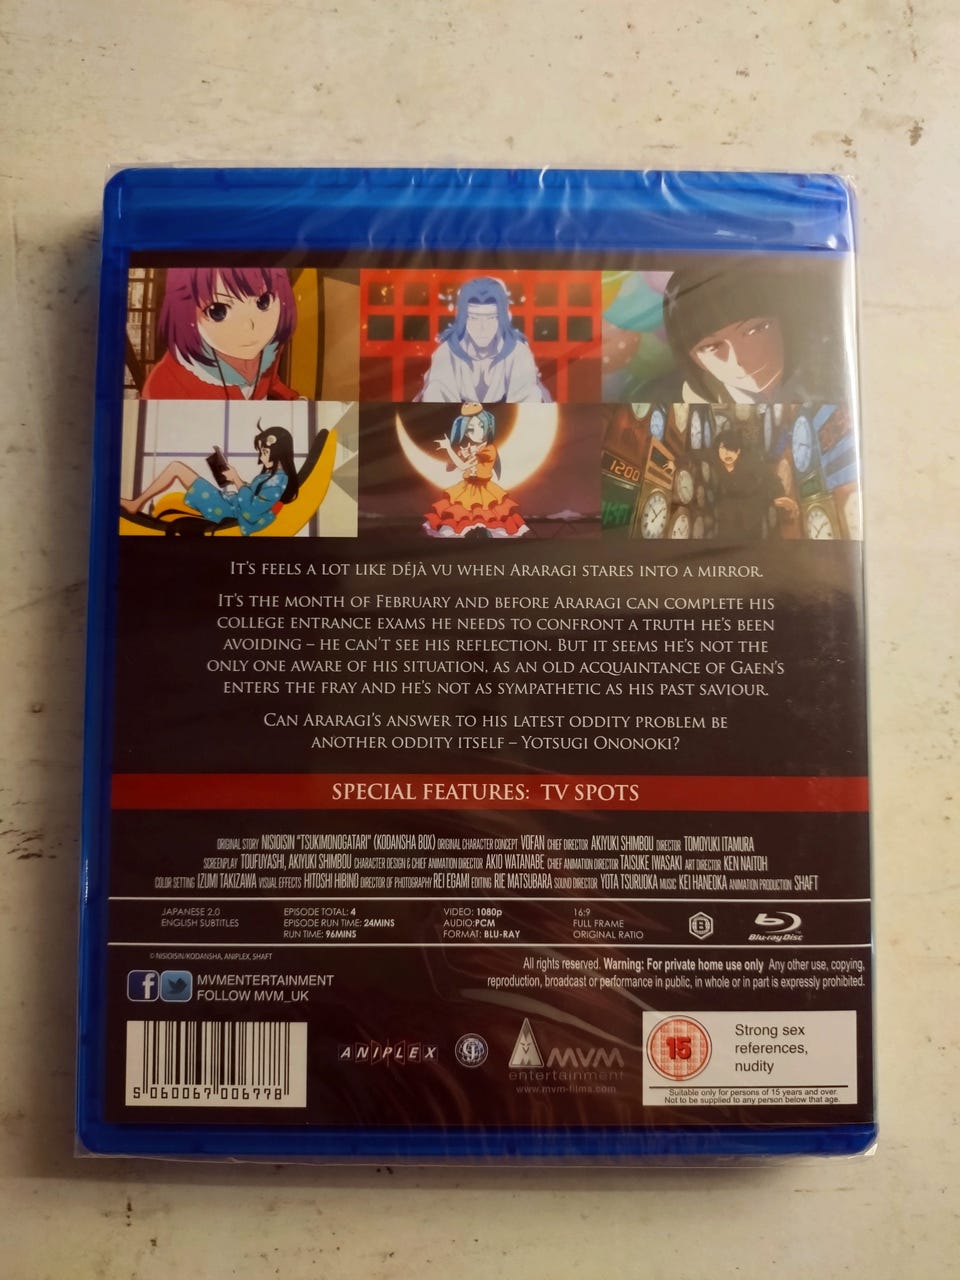 1200
IT'S FEELS A LOT LIKE DÉJÀ VU WHEN ARARAGI STARES INTO A MIRROR.
IT'S THE MONTH OF FEBRUARY AND BEFORE ARARAGI CAN COMPLETE HIS
COLLEGE ENTRANCE EXAMS HE NEEDS TO CONFRONT A TRUTH HE'S BEEN
AVOIDING – HE CAN'T SEE HIS REFLECTION. BUT IT SEEMS HE'S NOT THE
ONLY ONE AWARE OF HIS SITUATION, AS AN OLD ACQUAINTANCE OF GAEN'S
ENTERS THE FRAY AND HE'S NOT AS SYMPATHETIC AS HIS PAST SAVIOUR.
CAN ARARAGI'S ANSWER TO HIS LATEST ODDITY PROBLEM BE
ANOTHER ODDITY ITSELF – YOTSUGI ONONOKI?
SPECIAL FEATURES: TV SPOTS
ORIGINAL STORY NISIOISIN "TSUKIMONOGATARI" (KODANSHA BOX) ORIGINAL CHARACTER CONCEPT VOFAN CHIEF DIRECTOR AKIYUKI SHIMBOU DIRECTOR TOMOYUKI ITAMURA
SCREENPLAY TOUFUYASHI, AKIYUKI SHIMBOU CHARACTER DESIGN & CHIEF ANIMATION DIRECTOR AKIO WATANABE CHIEF ANIMATION DIRECTOR TAISUKE IWASAKI ART DIRECTOR KEN NAITOH
COLOR SETTING IZUMI TAKIZAWA VISUAL EFFECTS HITOSHI HIBINO DIRECTOR OF PHOTOGRAPHY REI EGAMI EDITING RIE MATSUBARA SOUND DIRECTOR YOTA TSURUOKA MUSIC KEI HANEOKA ANIMATION PRODUCTION SHAFT
JAPANESE 2.0
ENGLISH SUBTITLES
EPISODE TOTAL: 4
EPISODE RUN TIME: 24MINS
RUN TIME: 96MINS
VIDEO: 1080p
AUDIO:PCM
FORMAT: BLU-RAY
16:9
FULL FRAME
ORIGINAL RATIO
B
Blu-ray Disc
© NISIOISIN/KODANSHA, ANIPLEX, SHAFT
f MVMENTERTAINMENT
FOLLOW MVM_UK
All rights reserved. Warning: For private home use only Any other use, copying,
reproduction, broadcast or performance in public, in whole or in part is expressly prohibited.
5 060067 006778
ANIPLEX
MVM
entertainment
www.mvm-films.com
15
Strong sex
references,
nudity
Suitable only for persons of 15 years and over.
Not to be supplied to any person below that age.